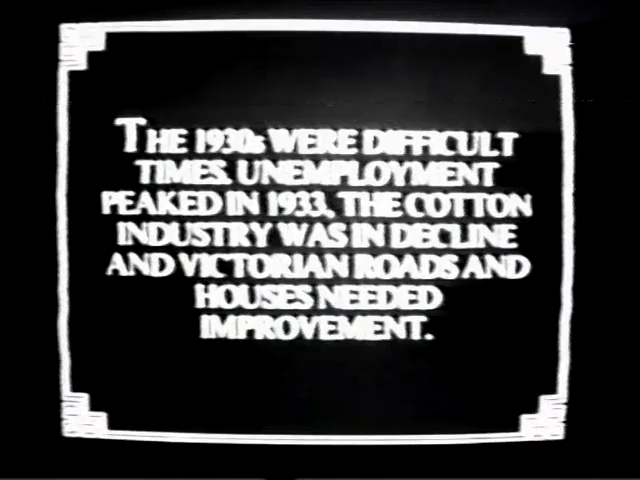 THE 1930s WERE DIFFICULT
TIMES. UNEMPLOYMENT
PEAKED IN 1933, THE COTTON
INDUSTRY WAS IN DECLINE
AND VICTORIAN ROADS AND
HOUSES NEEDED
IMPROVEMENT.